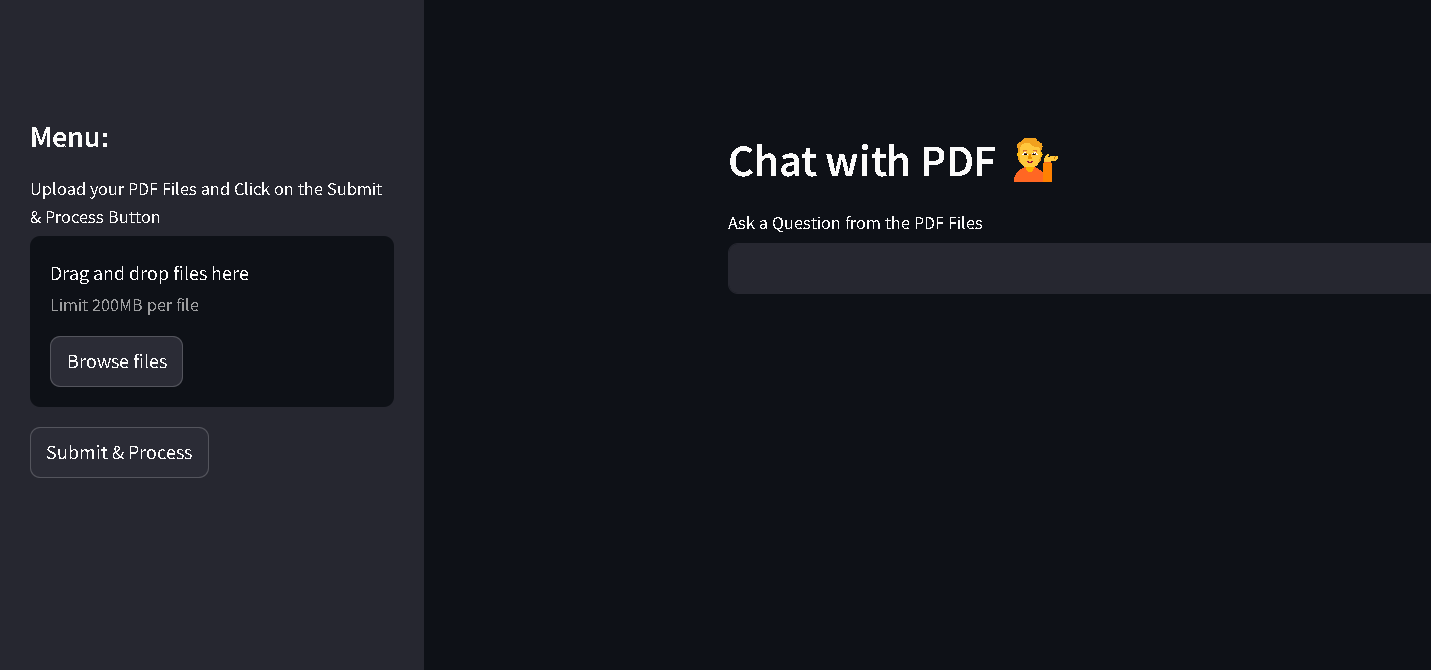 Menu:
Upload your PDF Files and Click on the Submit
& Process Button
Drag and drop files here
Limit 200MB per file
Browse files
Submit & Process
Chat with PDF 💁
Ask a Question from the PDF Files